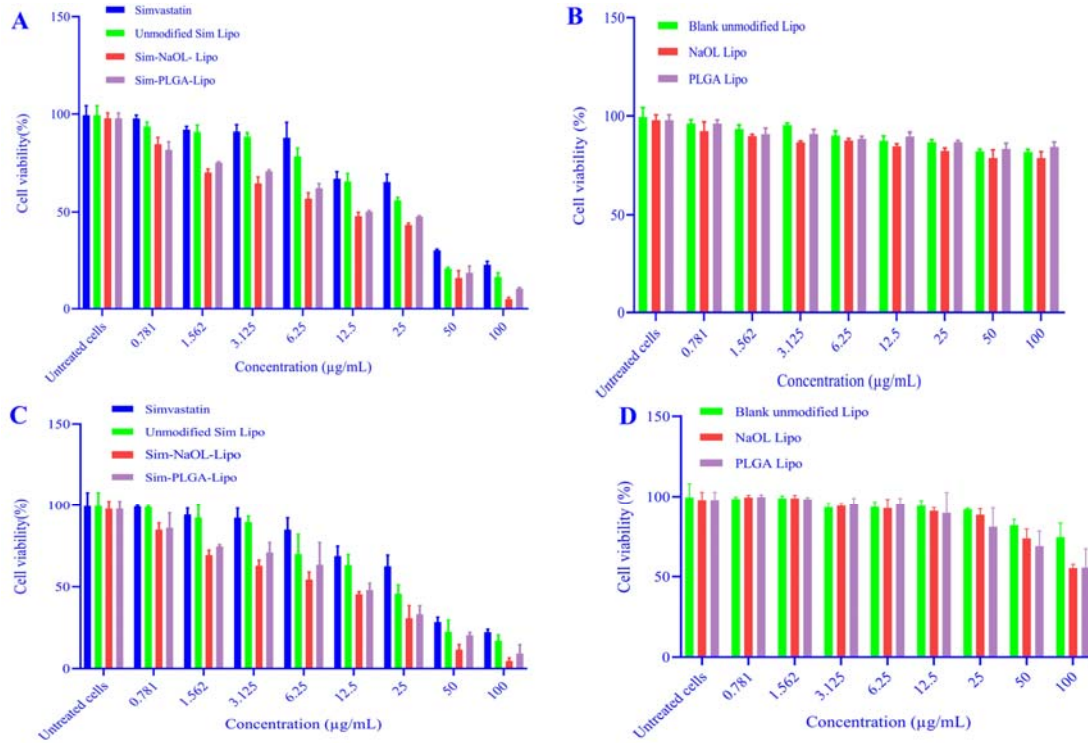 A
Simvastatin
Unmodified Sim Lipo
Sim-NaOL- Lipo
Sim-PLGA-Lipo
150
100
50
0
Cell viability(%)
Untreated cells
0.781
1.562
3.125
6.25
12.5
25
50
100
Concentration (µg/mL)
B
Blank unmodified Lipo
NaOL Lipo
PLGA Lipo
150
100
50
0
Cell viability (%)
Untreated cells
0.781
1.562
3.125
6.25
12.5
25
50
100
Concentration (µg/mL)
C
Simvastatin
Unmodified Sim Lipo
Sim-NaOL-Lipo
Sim-PLGA-Lipo
150
100
50
0
Cell viability(%)
Untreated cells
0.781
1.562
3.125
6.25
12.5
25
50
100
Concentration (µg/mL)
D
Blank unmodified Lipo
NaOL Lipo
PLGA Lipo
150
100
50
0
Cell viability (%)
Untreated cells
0.781
1.562
3.125
6.25
12.5
25
50
100
Concentration (µg/mL)